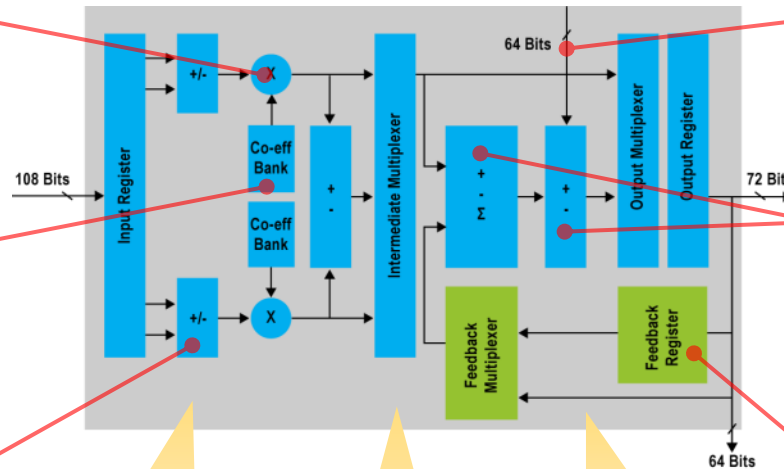 64 Bits
108 Bits
Input Register
+/-
X
Co-eff
Bank
Co-eff
Bank
+/-
X
+
-
Intermediate Multiplexer
+
-
Σ
+
-
Output Multiplexer
Output Register
72 Bit
Feedback
Multiplexer
Feedback
Register
64 Bits